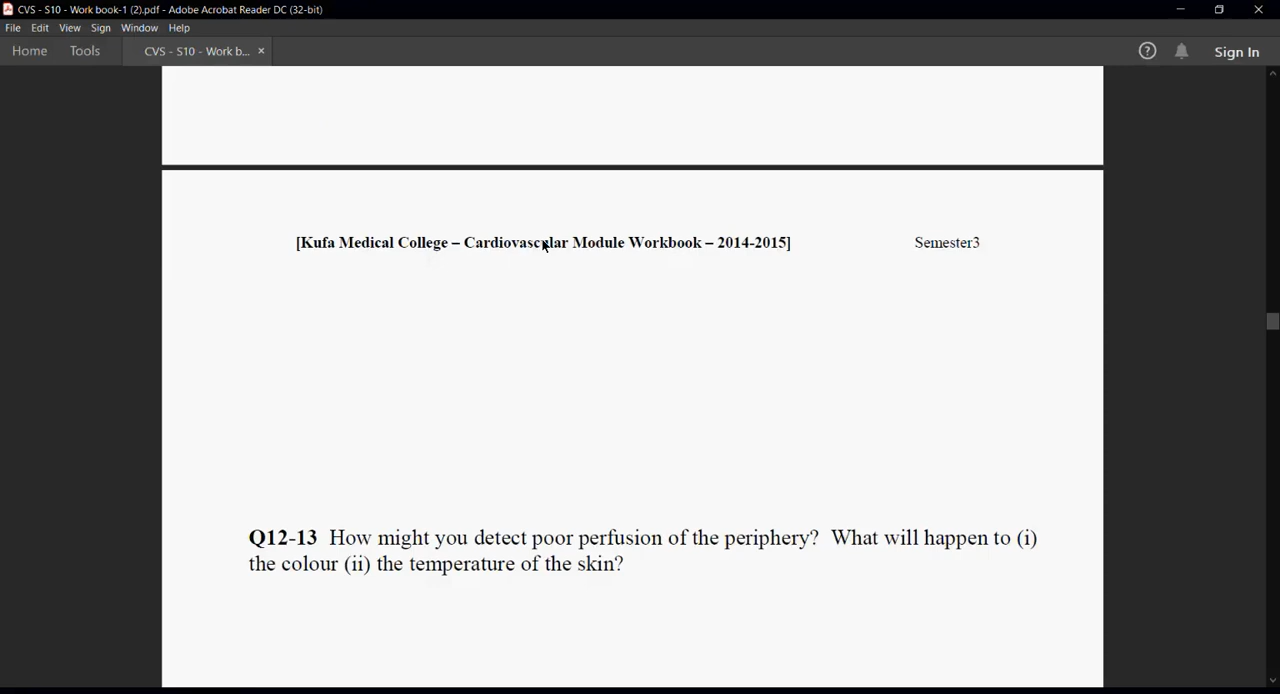 CVS - S10 - Work book-1 (2).pdf - Adobe Acrobat Reader DC (32-bit)
File Edit View Sign Window Help
Home Tools CVS - S10 - Work b... × ? Sign In
[Kufa Medical College – Cardiovascular Module Workbook – 2014-2015] Semester3
Q12-13 How might you detect poor perfusion of the periphery? What will happen to (i)
the colour (ii) the temperature of the skin?